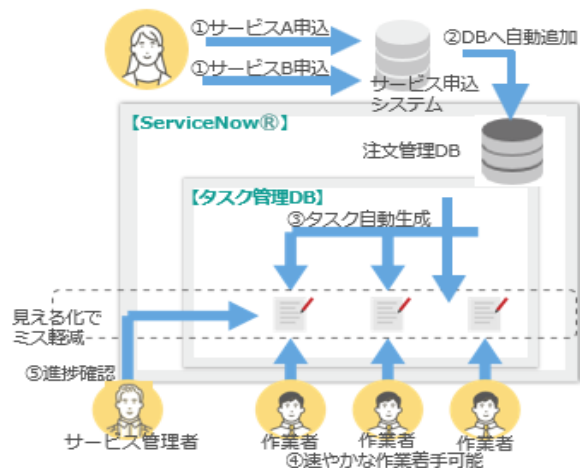 ①サービスA申込
②DBへ自動追加
①サービスB申込
サービス申込
システム
【ServiceNow®】
注文管理DB
【タスク管理DB】
③タスク自動生成
見える化で
ミス軽減
⑤進捗確認
サービス管理者
作業者
作業者
作業者
④速やかな作業着手可能